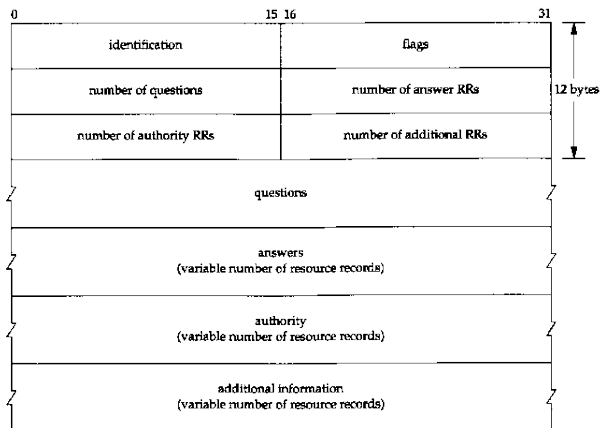 0 15 16 31
identification flags
number of questions number of answer RRs 12 bytes
number of authority RRs number of additional RRs
questions
answers
(variable number of resource records)
authority
(variable number of resource records)
additional information
(variable number of resource records)